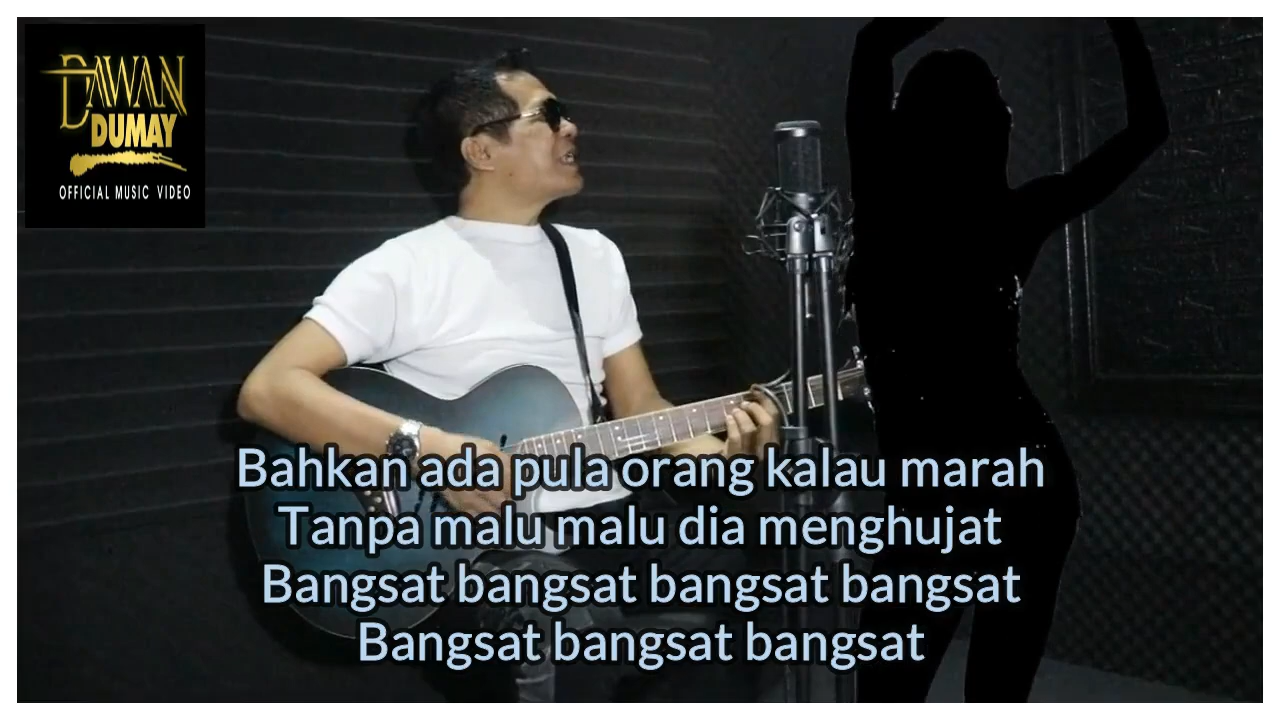 DAWAN
DUMAY
OFFICIAL MUSIC VIDEO
Bahkan ada pula orang kalau marah
Tanpa malu malu dia menghujat
Bangsat bangsat bangsat bangsat
Bangsat bangsat bangsat